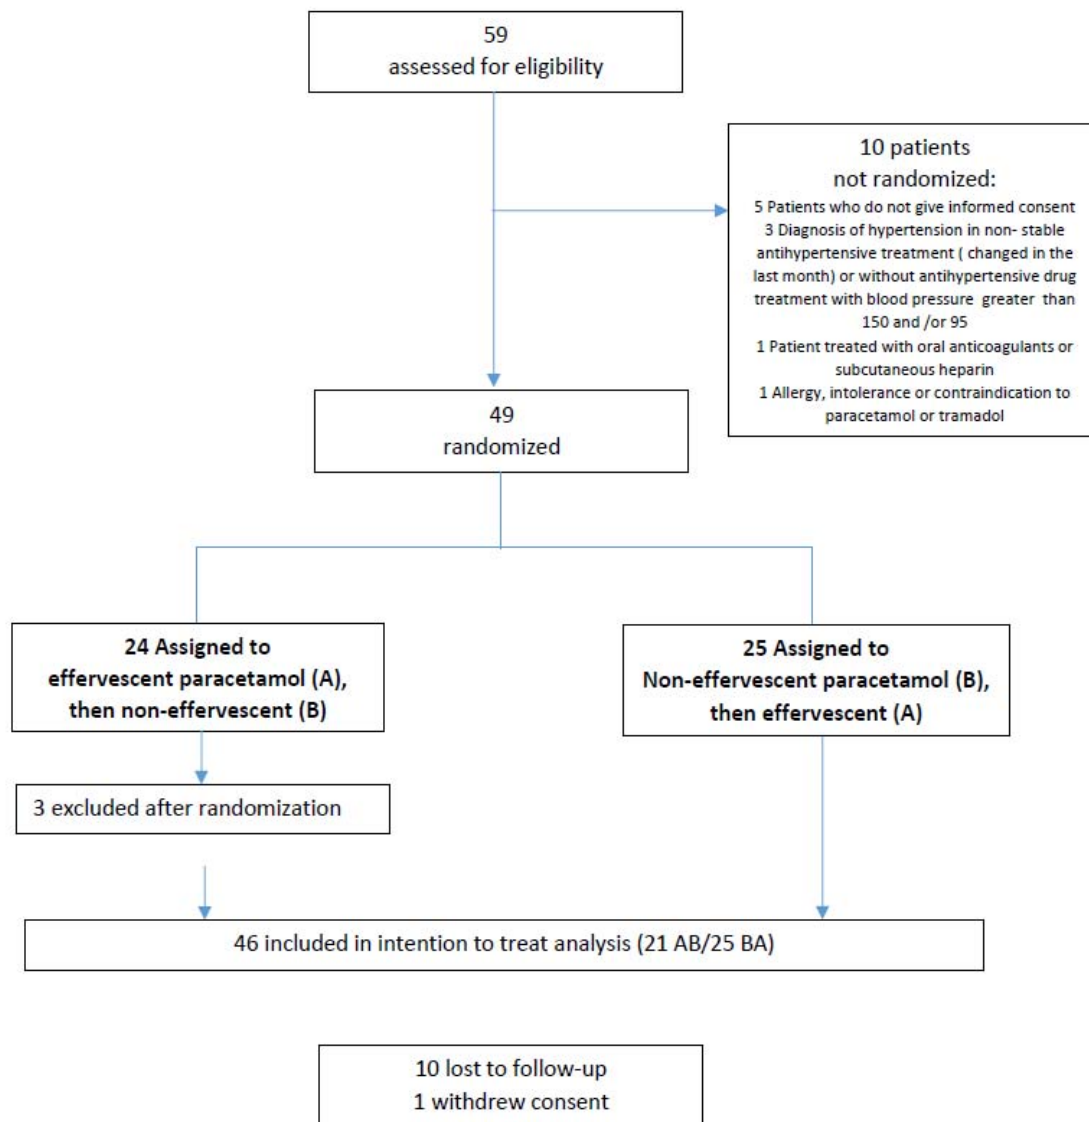 59
assessed for eligibility
10 patients
not randomized:
5 Patients who do not give informed consent
3 Diagnosis of hypertension in non- stable
antihypertensive treatment ( changed in the
last month) or without antihypertensive drug
treatment with blood pressure greater than
150 and /or 95
1 Patient treated with oral anticoagulants or
subcutaneous heparin
1 Allergy, intolerance or contraindication to
paracetamol or tramadol
49
randomized
24 Assigned to
effervescent paracetamol (A),
then non-effervescent (B)
25 Assigned to
Non-effervescent paracetamol (B),
then effervescent (A)
3 excluded after randomization
46 included in intention to treat analysis (21 AB/25 BA)
10 lost to follow-up
1 withdrew consent